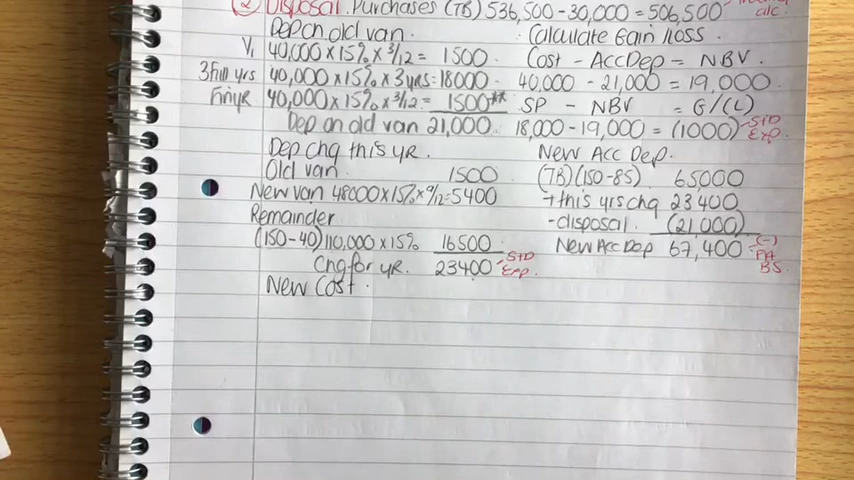 ② Disposal. Purchases (TB) 536,500 - 30,000 = 506,500
calc.
Dep on old van.
Y1 40,000 x 15% x 3/12 = 1500
3 Full yrs 40,000 x 15% x 3yrs = 18000
Fin yr 40,000 x 15% x 3/12 = 1500**
Dep on old van 21,000
Calculate Gain/loss.
Cost - Acc Dep = NBV.
40,000 - 21,000 = 19,000
SP - NBV = G/(L)
18,000 - 19,000 = (1000) STD Exp.
Dep chg this yr.
Old van 1500
New van 48000 x 15% x 9/12 = 5400
Remainder
(150-40) 110,000 x 15% 16500
Chg for yr. 23400 STD Exp.
New Acc Dep.
(TB) (150-85) 65,000
+ this yrs chg 23400
- disposal. (21,000)
New Acc Dep 67,400 (-) FA BS.
New Cost.